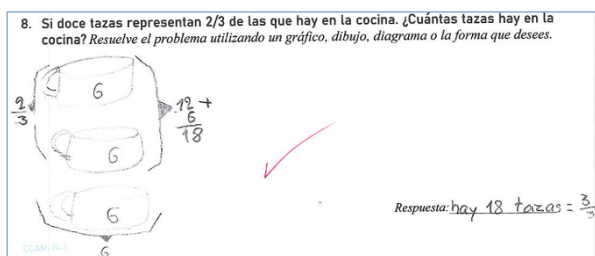 8. Si doce tazas representan 2/3 de las que hay en la cocina. ¿Cuántas tazas hay en la
cocina? Resuelve el problema utilizando un gráfico, dibujo, diagrama o la forma que desees.
6
2/3
12 +
6
18
6
6
Respuesta: hay 18 tazas = 3/3
CCAM-19-1
6